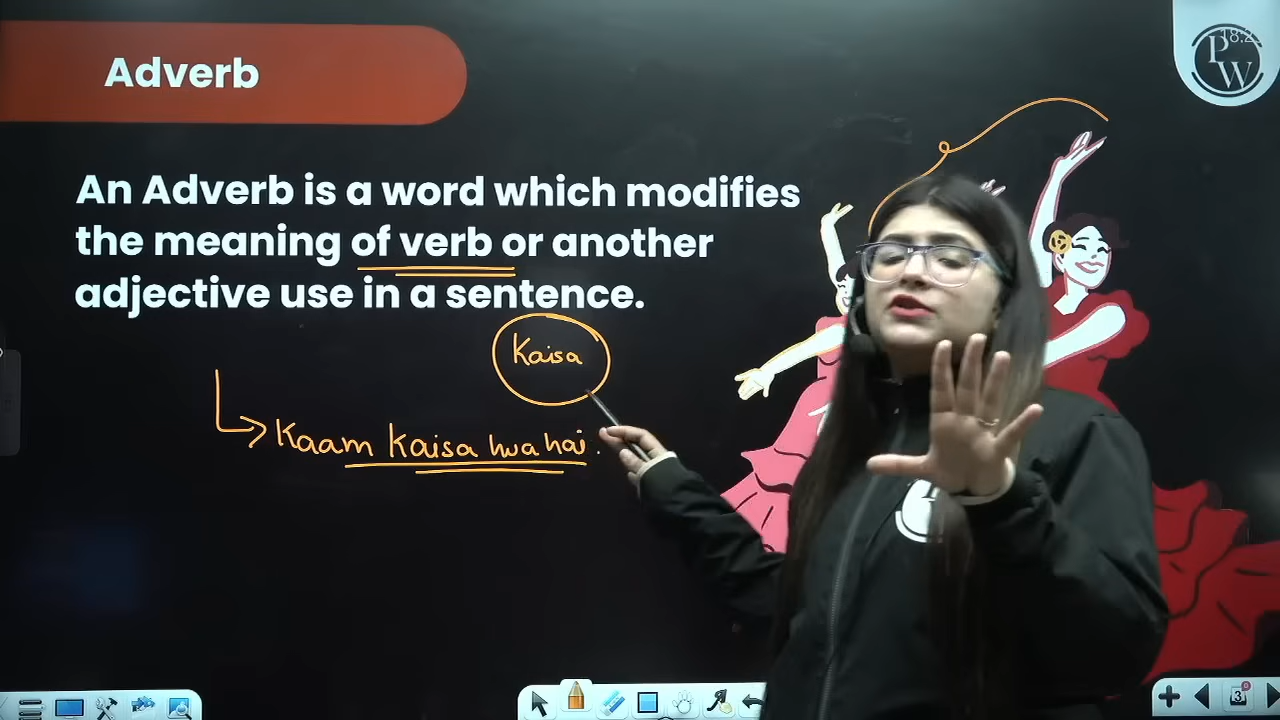 Adverb
PW
An Adverb is a word which modifies
the meaning of verb or another
adjective use in a sentence.
Kaisa
Kaam kaisa hua hai